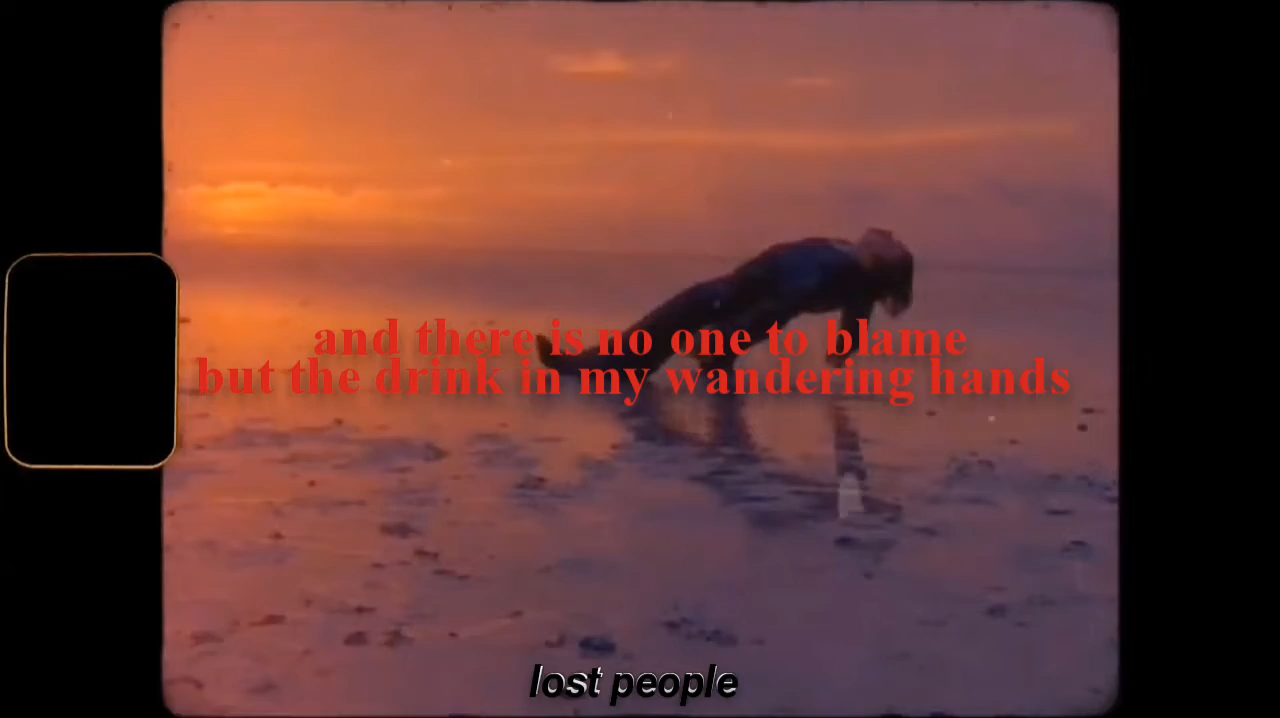 and there is no one to blame
but the drink in my wandering hands
lost people